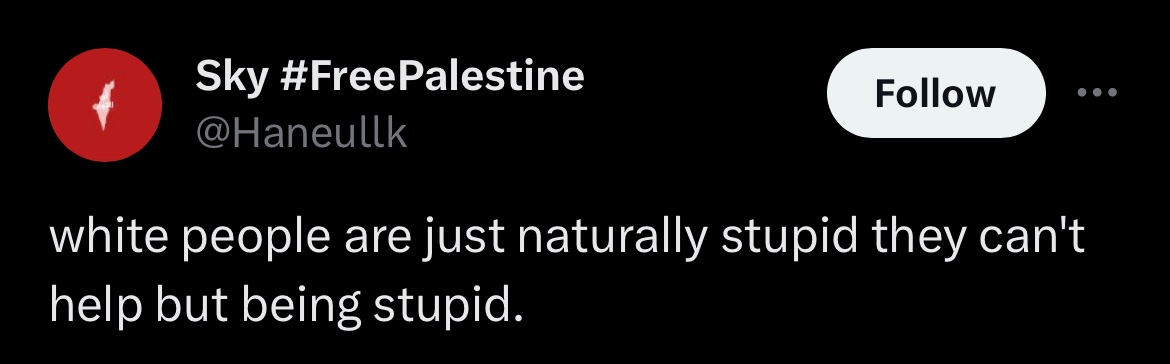 Sky #FreePalestine
Follow
@Haneullk
white people are just naturally stupid they can't
help but being stupid.